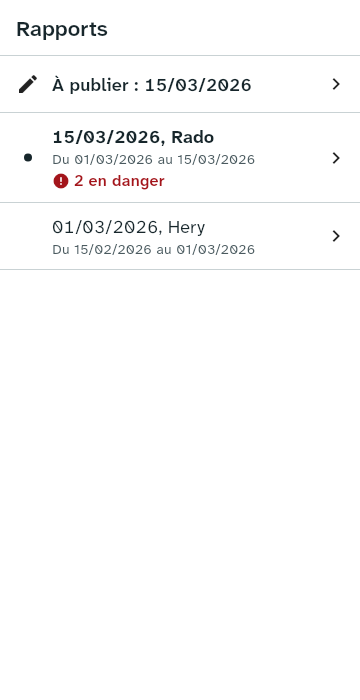 Rapports
À publier : 15/03/2026
15/03/2026, Rado
Du 01/03/2026 au 15/03/2026
2 en danger
01/03/2026, Hery
Du 15/02/2026 au 01/03/2026